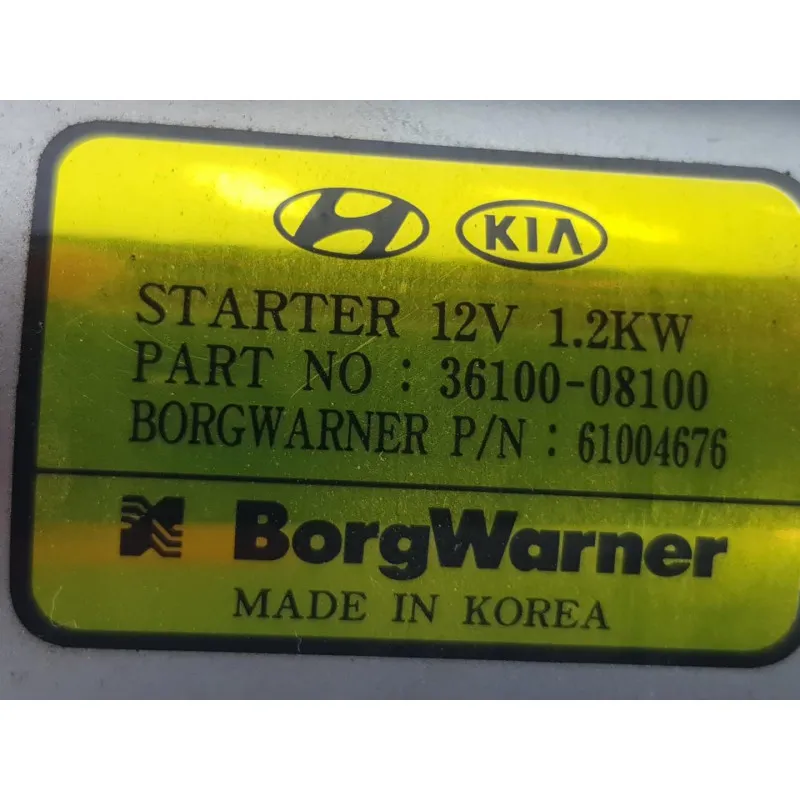 KIA
STARTER 12V 1.2KW
PART NO : 36100-08100
BORGWARNER P/N : 61004676
BorgWarner
MADE IN KOREA